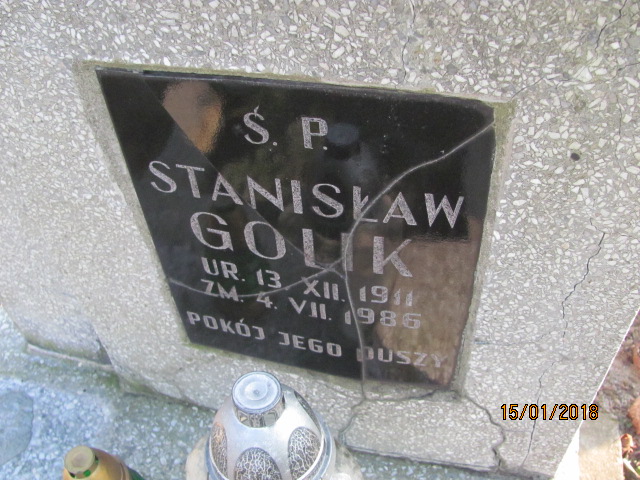 Ś. P.
STANISŁAW
GOLIK
UR. 13 XII. 1911
ZM. 4. VII. 1986
POKÓJ JEGO DUSZY
15/01/2018